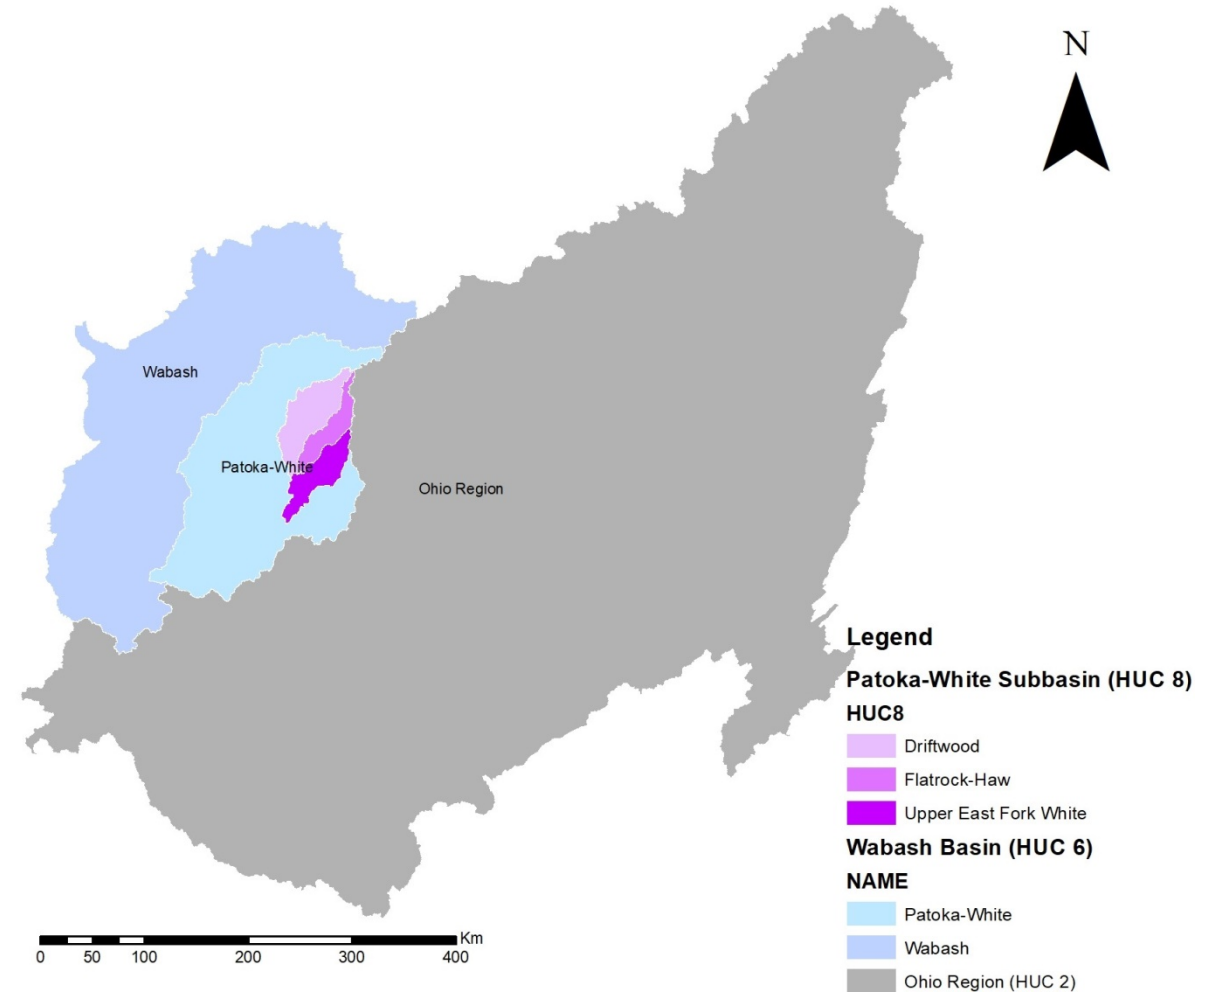 N
Wabash
Patoka-White
Ohio Region
Legend
Patoka-White Subbasin (HUC 8)
HUC8
Driftwood
Flatrock-Haw
Upper East Fork White
Wabash Basin (HUC 6)
NAME
Patoka-White
Wabash
Ohio Region (HUC 2)
Km
0 50 100 200 300 400